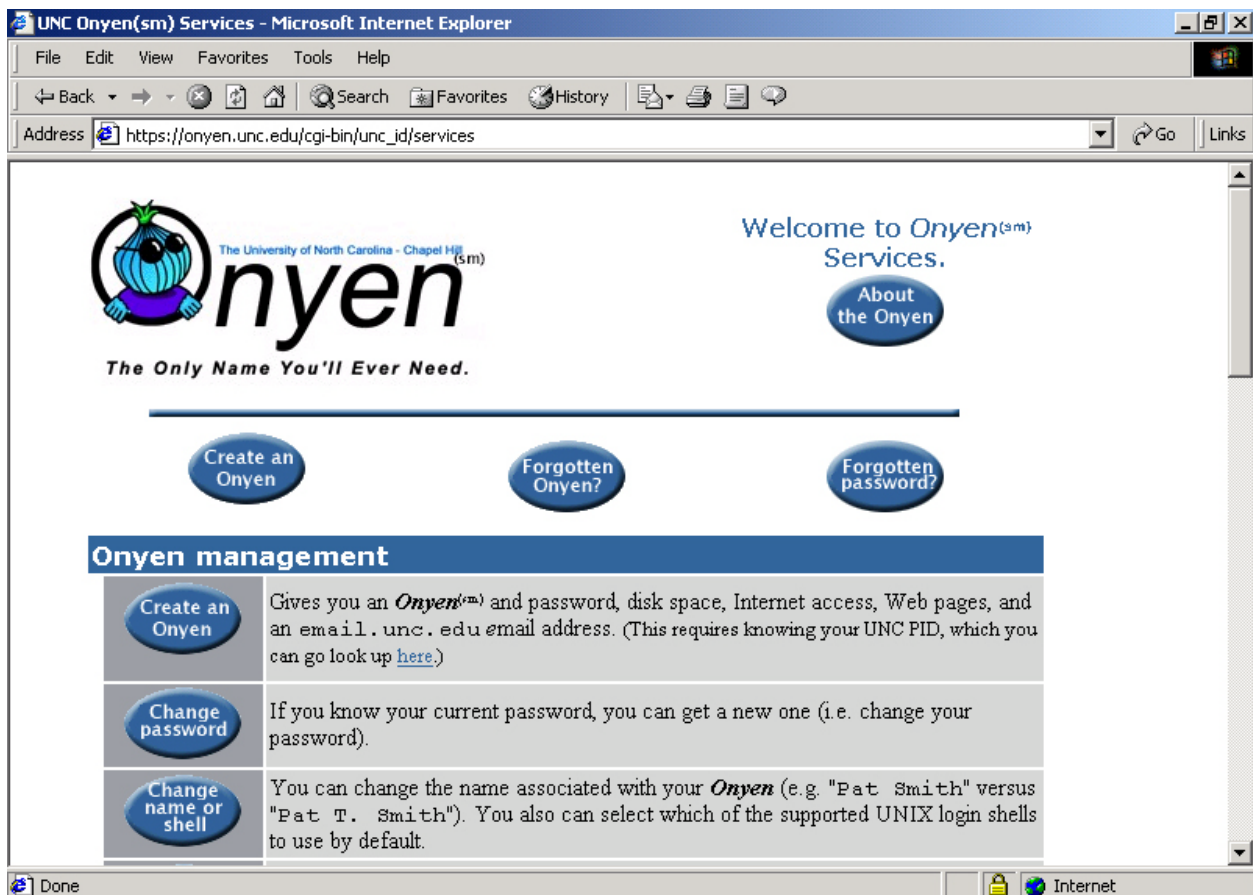 UNC Onyen(sm) Services - Microsoft Internet Explorer
File Edit View Favorites Tools Help
Back Search Favorites History
Address https://onyen.unc.edu/cgi-bin/unc_id/services Go Links
The University of North Carolina - Chapel Hill
Onyen(sm)
The Only Name You'll Ever Need.
Welcome to Onyen(sm)
Services.
About
the Onyen
Create an
Onyen
Forgotten
Onyen?
Forgotten
password?
Onyen management
Create an
Onyen
Gives you an Onyen(sm) and password, disk space, Internet access, Web pages, and
an email.unc.edu email address. (This requires knowing your UNC PID, which you
can go look up here.)
Change
password
If you know your current password, you can get a new one (i.e. change your
password).
Change
name or
shell
You can change the name associated with your Onyen (e.g. "Pat Smith" versus
"Pat T. Smith"). You also can select which of the supported UNIX login shells
to use by default.
Done Internet